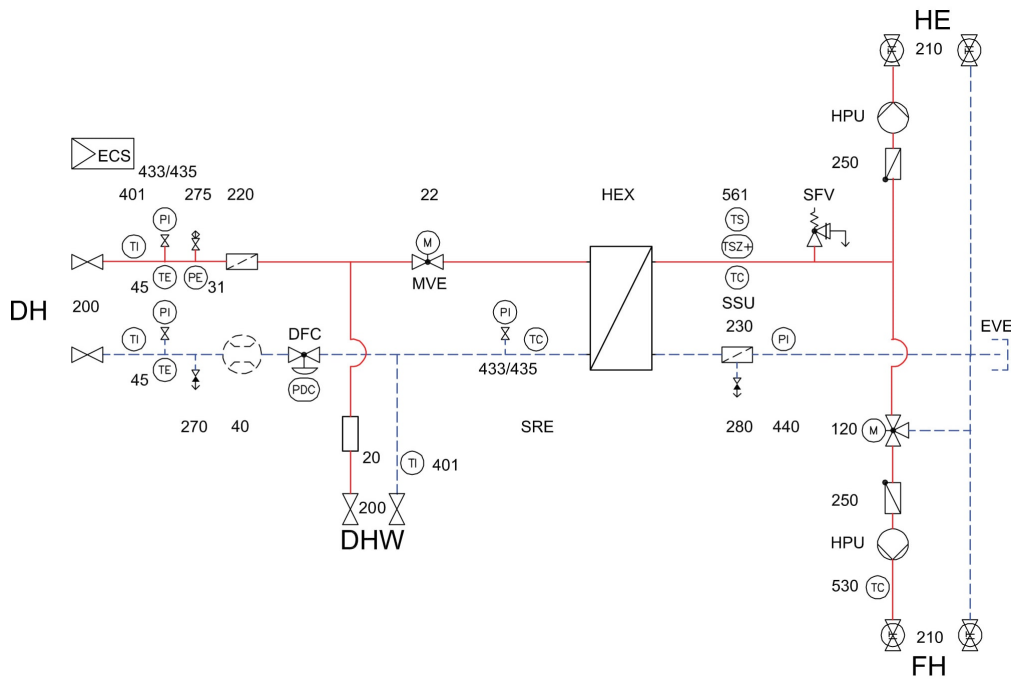 HE
210
HPU
ECS
433/435
250
401 275 220 22 HEX 561 SFV
PI TS
TI M TSZ+
MVE
45 TE PE 31 TC
DH 200 PI SSU
DFC PI 230 EVE
TI TC PI
45 TE PDC 433/435
270 40 SRE 280 440 120 M
20 TI 401
200 250
DHW HPU
530 TC
210
FH